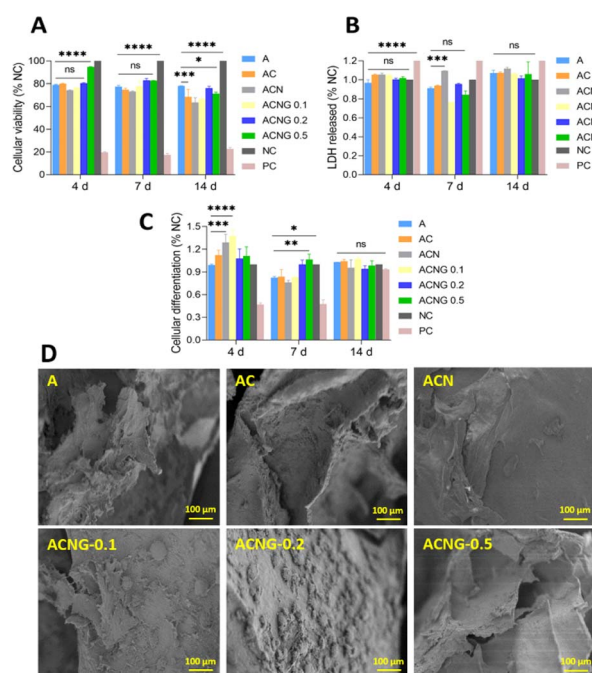 A
Cellular viability (% NC)
100
80
60
40
20
0
****
ns
****
ns
****
*
***
4 d
7 d
14 d
A
AC
ACN
ACNG 0.1
ACNG 0.2
ACNG 0.5
NC
PC
B
LDH released (% NC)
1.2
1.0
0.8
0.6
0.4
0.2
0.0
****
ns
ns
***
ns
4 d
7 d
14 d
A
AC
NC
PC
C
Cellular differentiation (% NC)
1.5
1.2
0.9
0.6
0.3
0.0
****
***
*
**
ns
4 d
7 d
14 d
A
AC
ACN
ACNG 0.1
ACNG 0.2
ACNG 0.5
NC
PC
D
A
100 µm
AC
100 µm
ACN
100 µm
ACNG-0.1
100 µm
ACNG-0.2
100 µm
ACNG-0.5
100 µm